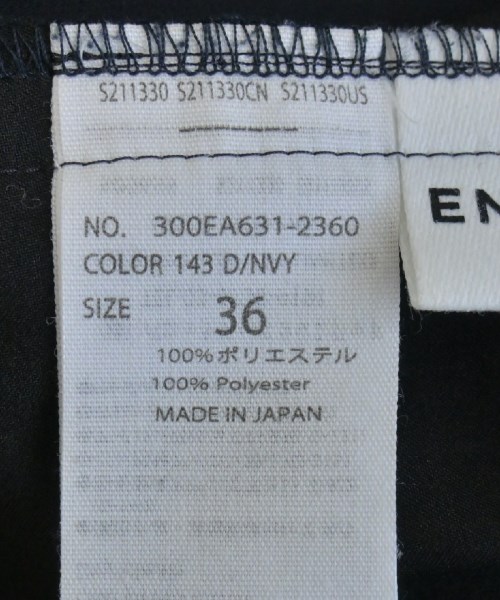 S211330 S211330CN S211330US
EN
NO. 300EA631-2360
COLOR 143 D/NVY
SIZE 36
100%ポリエステル
100% Polyester
MADE IN JAPAN